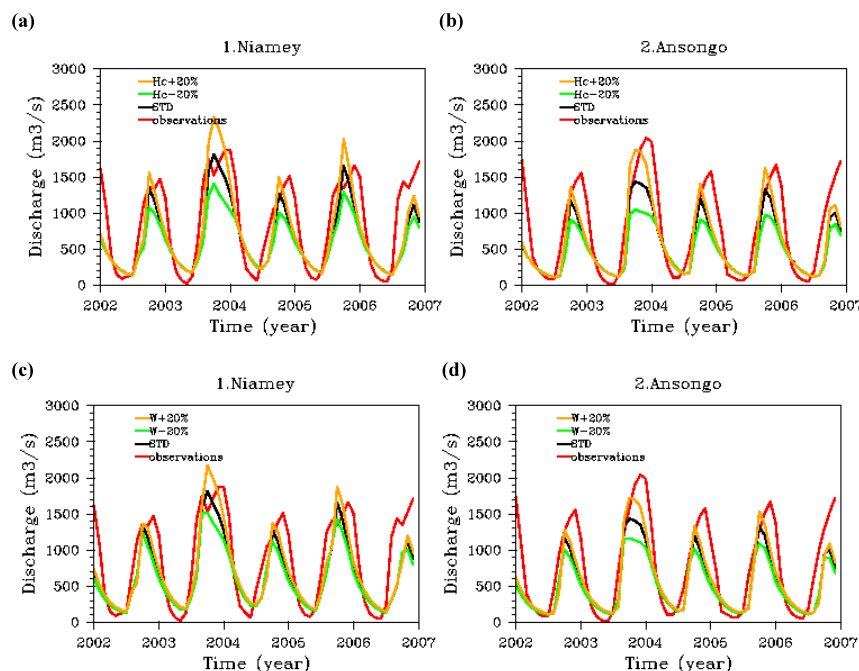 (a)
1.Niamey
3000
2500
2000
1500
1000
500
0
Discharge (m3/s)
Hc+20%
Hc-20%
STD
observations
2002 2003 2004 2005 2006 2007
Time (year)
(b)
2.Ansongo
3000
2500
2000
1500
1000
500
0
Discharge (m3/s)
Hc+20%
Hc-20%
STD
observations
2002 2003 2004 2005 2006 2007
Time (year)
(c)
1.Niamey
3000
2500
2000
1500
1000
500
0
Discharge (m3/s)
W+20%
W-20%
STD
observations
2002 2003 2004 2005 2006 2007
Time (year)
(d)
2.Ansongo
3000
2500
2000
1500
1000
500
0
Discharge (m3/s)
W+20%
W-20%
STD
observations
2002 2003 2004 2005 2006 2007
Time (year)